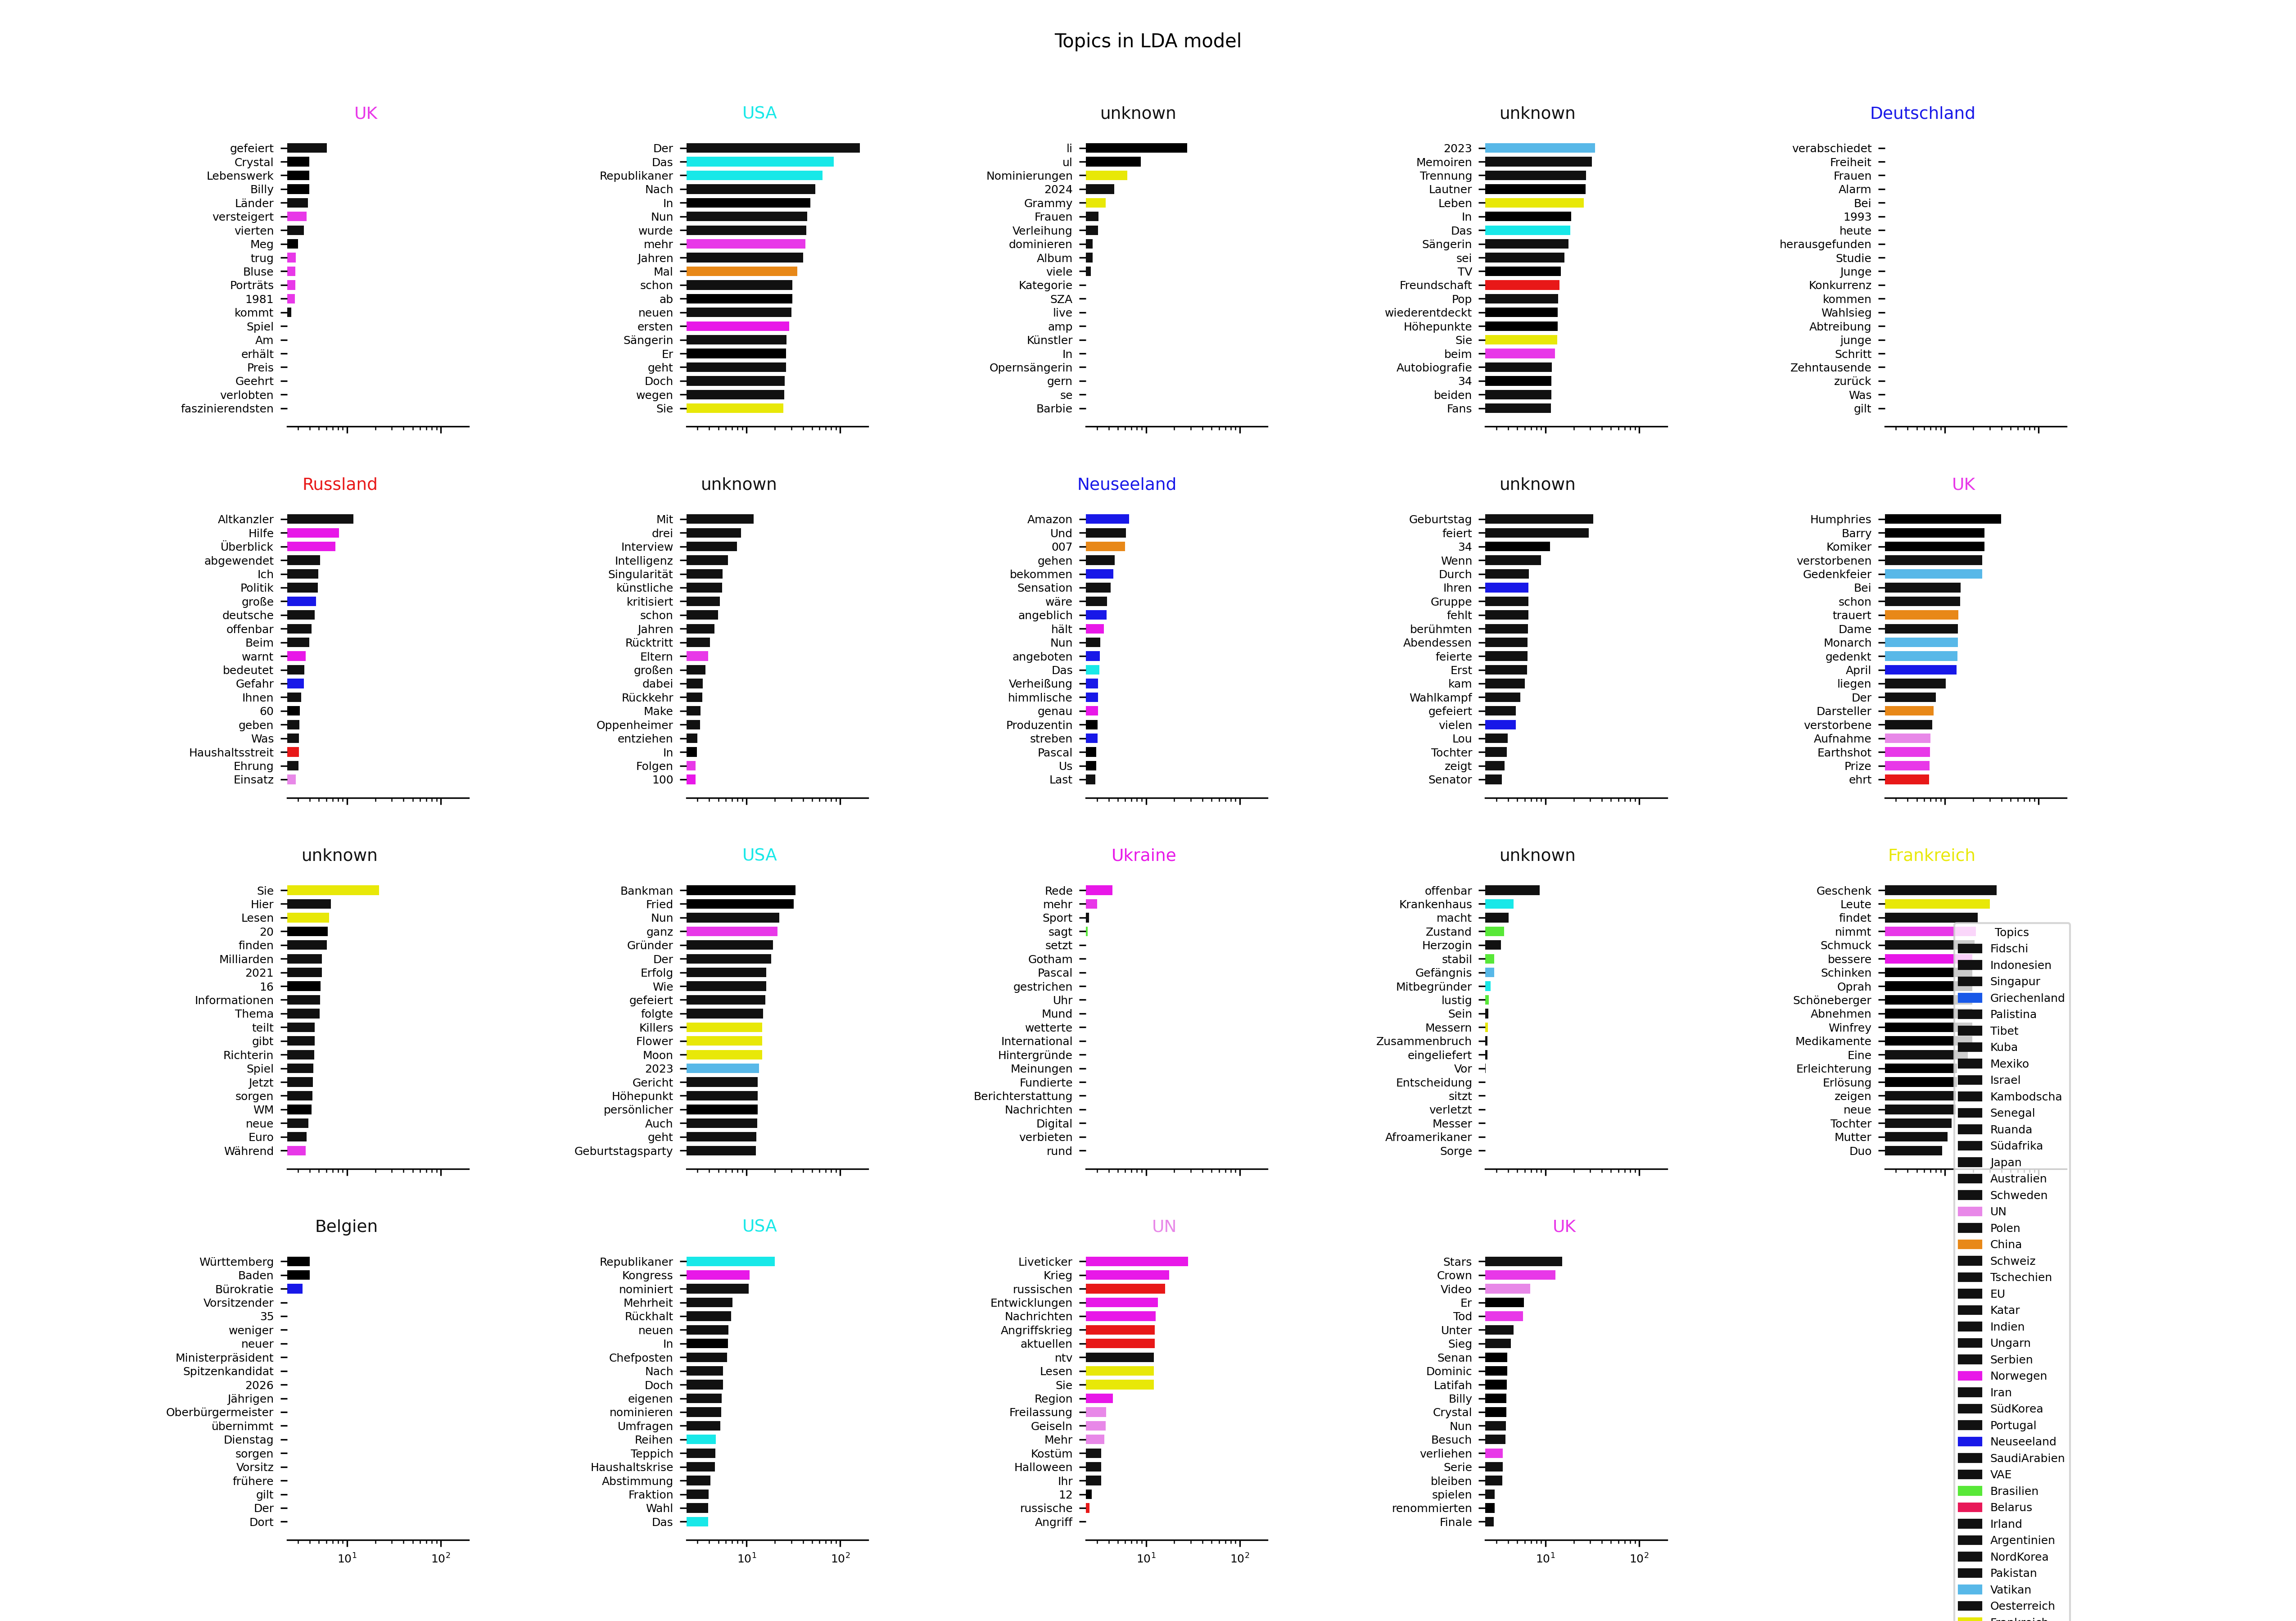 Topics in LDA model
UK
gefeiert
Crystal
Lebenswerk
Billy
Länder
versteigert
vierten
Meg
trug
Bluse
Porträts
1981
kommt
Spiel
Am
erhält
Preis
Geehrt
verlobten
faszinierendsten
USA
Der
Das
Republikaner
Nach
In
Nun
wurde
mehr
Jahren
Mal
schon
ab
neuen
ersten
Sängerin
Er
geht
Doch
wegen
Sie
unknown
li
ul
Nominierungen
2024
Grammy
Frauen
Verleihung
dominieren
Album
viele
Kategorie
SZA
live
amp
Künstler
In
Opernsängerin
gern
se
Barbie
unknown
2023
Memoiren
Trennung
Lautner
Leben
In
Das
Sängerin
sei
TV
Freundschaft
Pop
wiederentdeckt
Höhepunkte
Sie
beim
Autobiografie
34
beiden
Fans
Deutschland
verabschiedet
Freiheit
Frauen
Alarm
Bei
1993
heute
herausgefunden
Studie
Junge
Konkurrenz
kommen
Wahlsieg
Abtreibung
junge
Schritt
Zehntausende
zurück
Was
gilt
Russland
Altkanzler
Hilfe
Überblick
abgewendet
Ich
Politik
große
deutsche
offenbar
Beim
warnt
bedeutet
Gefahr
Ihnen
60
geben
Was
Haushaltsstreit
Ehrung
Einsatz
unknown
Mit
drei
Interview
Intelligenz
Singularität
künstliche
kritisiert
schon
Jahren
Rücktritt
Eltern
großen
dabei
Rückkehr
Make
Oppenheimer
entziehen
In
Folgen
100
Neuseeland
Amazon
Und
007
gehen
bekommen
Sensation
wäre
angeblich
hält
Nun
angeboten
Das
Verheißung
himmlische
genau
Produzentin
streben
Pascal
Us
Last
unknown
Geburtstag
feiert
34
Wenn
Durch
Ihren
Gruppe
fehlt
berühmten
Abendessen
feierte
Erst
kam
Wahlkampf
gefeiert
vielen
Lou
Tochter
zeigt
Senator
UK
Humphries
Barry
Komiker
verstorbenen
Gedenkfeier
Bei
schon
trauert
Dame
Monarch
gedenkt
April
liegen
Der
Darsteller
verstorbene
Aufnahme
Earthshot
Prize
ehrt
unknown
Sie
Hier
Lesen
20
finden
Milliarden
2021
16
Informationen
Thema
teilt
gibt
Richterin
Spiel
Jetzt
sorgen
WM
neue
Euro
Während
USA
Bankman
Fried
Nun
ganz
Gründer
Der
Erfolg
Wie
gefeiert
folgte
Killers
Flower
Moon
2023
Gericht
Höhepunkt
persönlicher
Auch
geht
Geburtstagsparty
Ukraine
Rede
mehr
Sport
sagt
setzt
Gotham
Pascal
gestrichen
Uhr
Mund
wetterte
International
Hintergründe
Meinungen
Fundierte
Berichterstattung
Nachrichten
Digital
verbieten
rund
unknown
offenbar
Krankenhaus
macht
Zustand
Herzogin
stabil
Gefängnis
Mitbegründer
lustig
Sein
Messern
Zusammenbruch
eingeliefert
Vor
Entscheidung
sitzt
verletzt
Messer
Afroamerikaner
Sorge
Frankreich
Geschenk
Leute
findet
nimmt
Schmuck
bessere
Schinken
Oprah
Schöneberger
Abnehmen
Winfrey
Medikamente
Eine
Erleichterung
Erlösung
zeigen
neue
Tochter
Mutter
Duo
Belgien
Württemberg
Baden
Bürokratie
Vorsitzender
35
weniger
neuer
Ministerpräsident
Spitzenkandidat
2026
Jährigen
Oberbürgermeister
übernimmt
Dienstag
sorgen
Vorsitz
frühere
gilt
Der
Dort
10¹ 10²
USA
Republikaner
Kongress
nominiert
Mehrheit
Rückhalt
neuen
In
Chefposten
Nach
Doch
eigenen
nominieren
Umfragen
Reihen
Teppich
Haushaltskrise
Abstimmung
Fraktion
Wahl
Das
10¹ 10²
UN
Liveticker
Krieg
russischen
Entwicklungen
Nachrichten
Angriffskrieg
aktuellen
ntv
Lesen
Sie
Region
Freilassung
Geiseln
Mehr
Kostüm
Halloween
Ihr
12
russische
Angriff
10¹ 10²
UK
Stars
Crown
Video
Er
Tod
Unter
Sieg
Senan
Dominic
Latifah
Billy
Crystal
Nun
Besuch
verliehen
Serie
bleiben
spielen
renommierten
Finale
10¹ 10²
Topics
Fidschi
Indonesien
Singapur
Griechenland
Palistina
Tibet
Kuba
Mexiko
Israel
Kambodscha
Senegal
Ruanda
Südafrika
Japan
Australien
Schweden
UN
Polen
China
Schweiz
Tschechien
EU
Katar
Indien
Ungarn
Serbien
Norwegen
Iran
SüdKorea
Portugal
Neuseeland
SaudiArabien
VAE
Brasilien
Belarus
Irland
Argentinien
NordKorea
Pakistan
Vatikan
Oesterreich